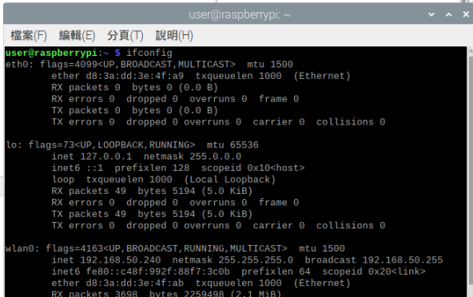 user@raspberrypi: ~
檔案(F) 編輯(E) 分頁(T) 說明(H)
user@raspberrypi:~ $ ifconfig
eth0: flags=4099<UP,BROADCAST,MULTICAST>  mtu 1500
        ether d8:3a:dd:3e:4f:a9  txqueuelen 1000  (Ethernet)
        RX packets 0  bytes 0 (0.0 B)
        RX errors 0  dropped 0  overruns 0  frame 0
        TX packets 0  bytes 0 (0.0 B)
        TX errors 0  dropped 0 overruns 0  carrier 0  collisions 0
lo: flags=73<UP,LOOPBACK,RUNNING>  mtu 65536
        inet 127.0.0.1  netmask 255.0.0.0
        inet6 ::1  prefixlen 128  scopeid 0x10<host>
        loop  txqueuelen 1000  (Local Loopback)
        RX packets 49  bytes 5194 (5.0 KiB)
        RX errors 0  dropped 0  overruns 0  frame 0
        TX packets 49  bytes 5194 (5.0 KiB)
        TX errors 0  dropped 0 overruns 0  carrier 0  collisions 0
wlan0: flags=4163<UP,BROADCAST,RUNNING,MULTICAST>  mtu 1500
        inet 192.168.50.240  netmask 255.255.255.0  broadcast 192.168.50.255
        inet6 fe80::c48f:992f:88f7:3c0b  prefixlen 64  scopeid 0x20<link>
        ether d8:3a:dd:3e:4f:ab  txqueuelen 1000  (Ethernet)
        RX packets 3698  bytes 2259498 (2.1 MiB)